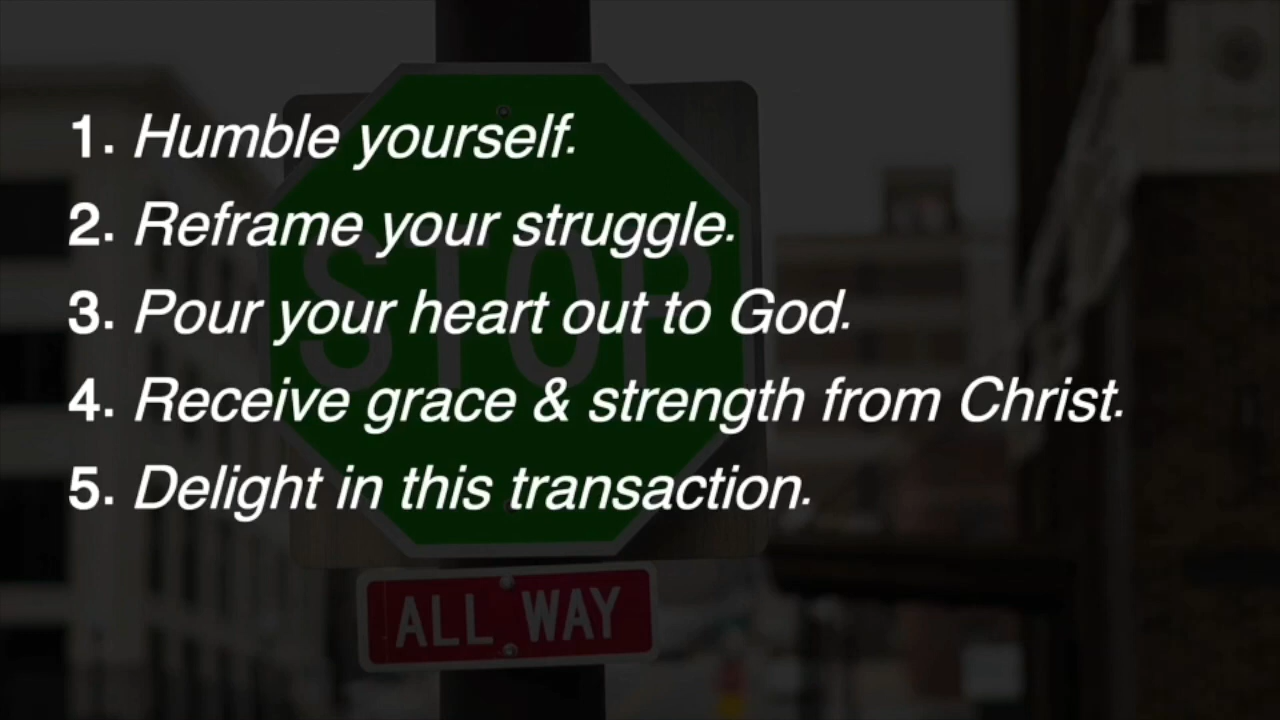 1. Humble yourself.
2. Reframe your struggle.
3. Pour your heart out to God.
4. Receive grace & strength from Christ.
5. Delight in this transaction.
STOP
ALL WAY